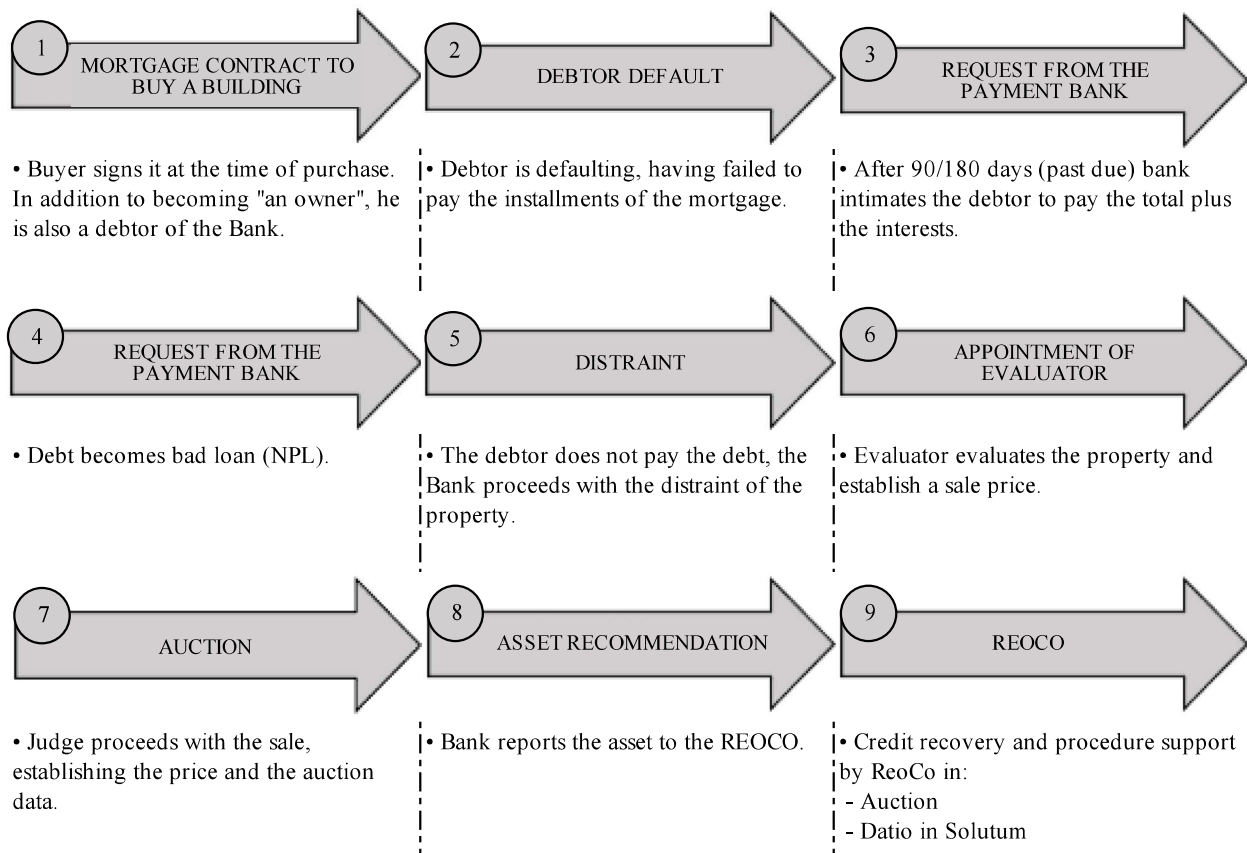 1
MORTGAGE CONTRACT TO
BUY A BUILDING
• Buyer signs it at the time of purchase.
In addition to becoming "an owner", he
is also a debtor of the Bank.
2
DEBTOR DEFAULT
• Debtor is defaulting, having failed to
pay the installments of the mortgage.
3
REQUEST FROM THE
PAYMENT BANK
• After 90/180 days (past due) bank
intimates the debtor to pay the total plus
the interests.
4
REQUEST FROM THE
PAYMENT BANK
• Debt becomes bad loan (NPL).
5
DISTRAINT
• The debtor does not pay the debt, the
Bank proceeds with the distraint of the
property.
6
APPOINTMENT OF
EVALUATOR
• Evaluator evaluates the property and
establish a sale price.
7
AUCTION
• Judge proceeds with the sale,
establishing the price and the auction
data.
8
ASSET RECOMMENDATION
• Bank reports the asset to the REOCO.
9
REOCO
• Credit recovery and procedure support
by ReoCo in:
- Auction
- Datio in Solutum